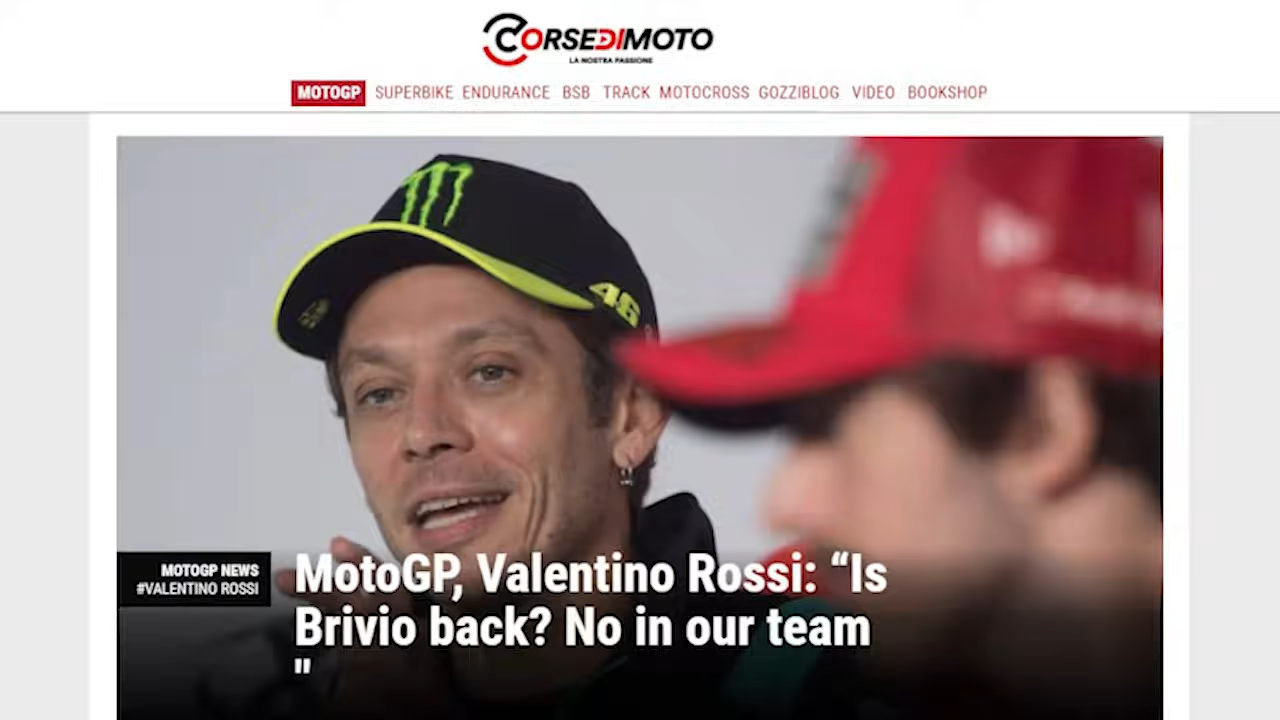 CORSEDIMOTO
LA NOSTRA PASSIONE
MOTOGP SUPERBIKE ENDURANCE BSB TRACK MOTOCROSS GOZZIBLOG VIDEO BOOKSHOP
46
MOTOGP NEWS
#VALENTINO ROSSI
MotoGP, Valentino Rossi: “Is
Brivio back? No in our team
"